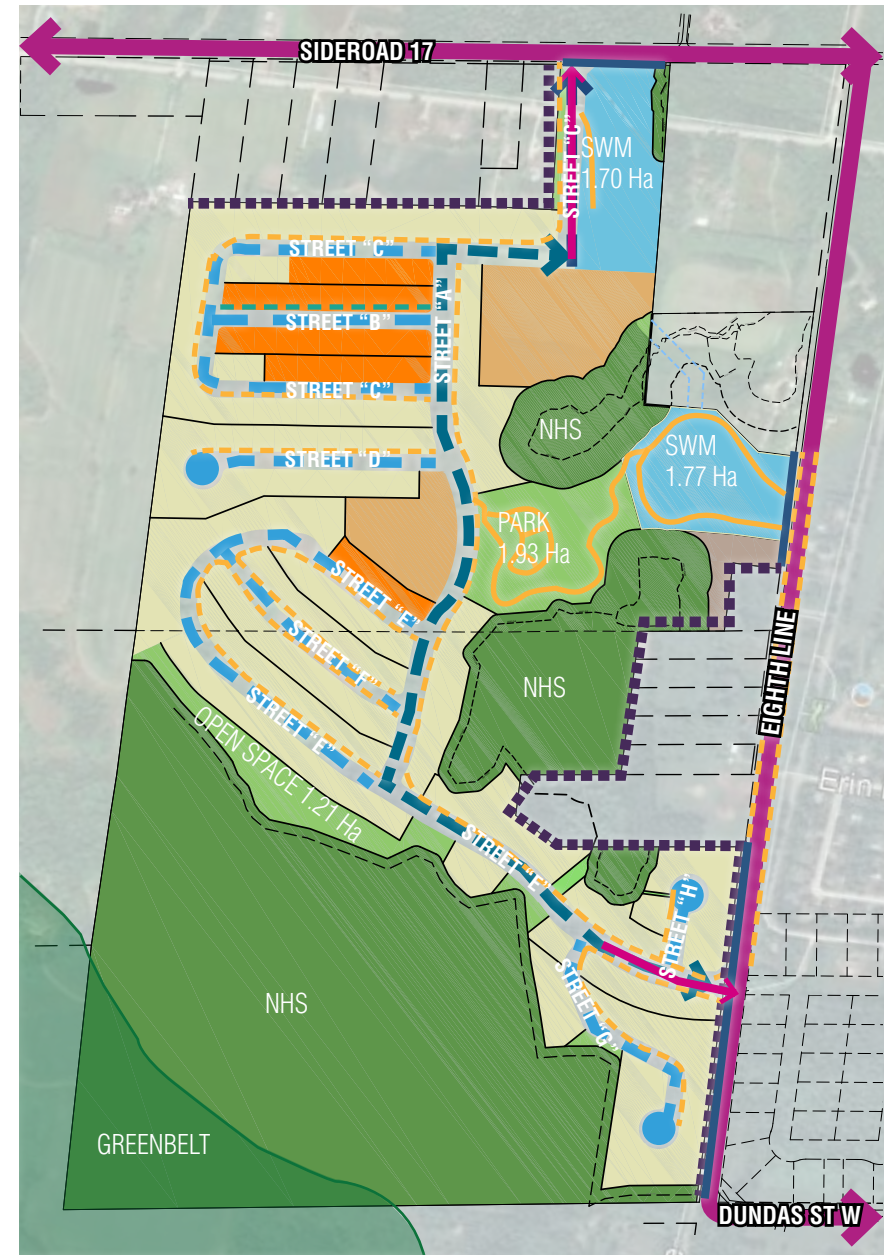 SIDEROAD 17
STREET "C"
SWM
1.70 Ha
STREET "C"
STREET "A"
STREET "B"
STREET "C"
NHS
SWM
1.77 Ha
STREET "D"
PARK
1.93 Ha
STREET "E"
EIGHTH LINE
STREET "F"
NHS
STREET "E"
OPEN SPACE 1.21 Ha
Erin
STREET "E"
STREET "H"
STREET "G"
NHS
GREENBELT
DUNDAS ST W